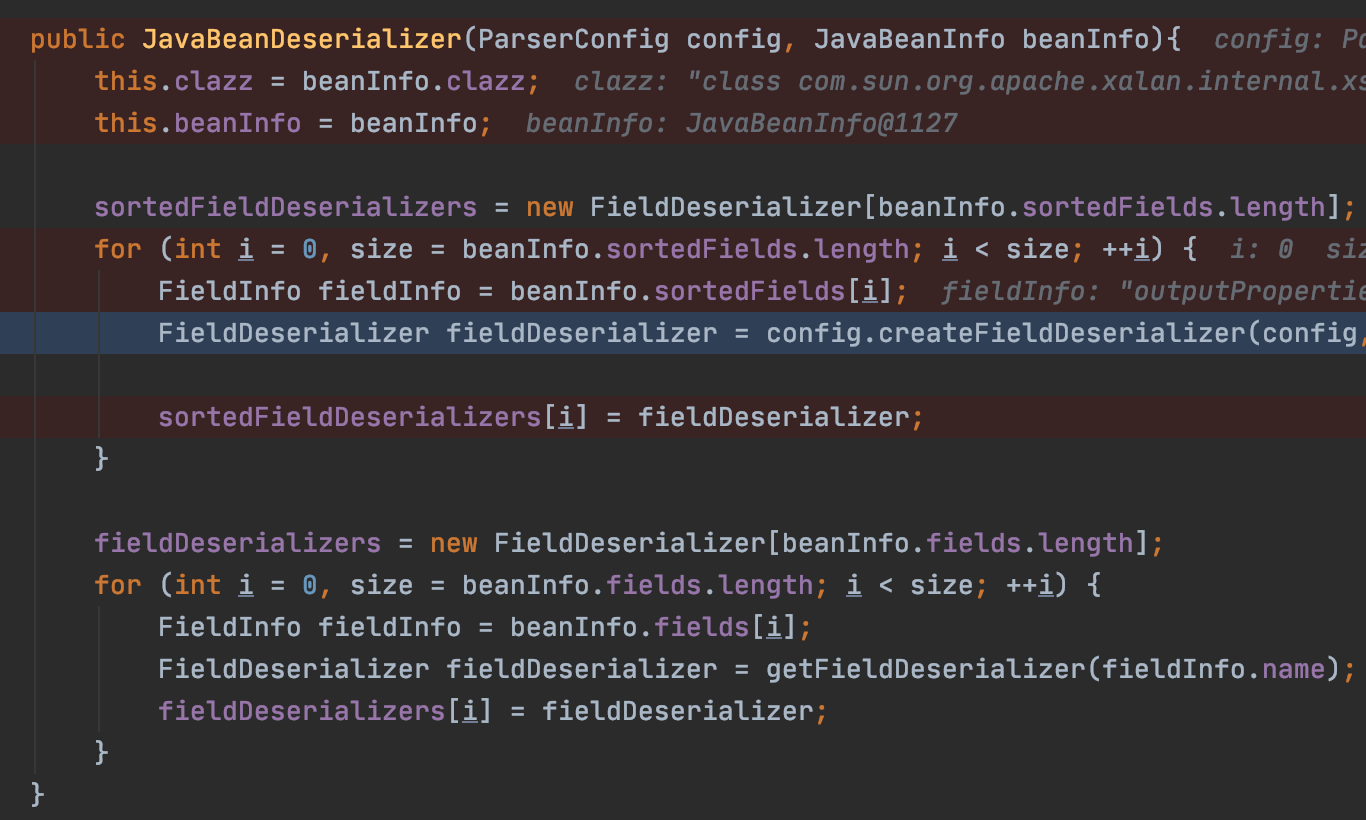 public JavaBeanDeserializer(ParserConfig config, JavaBeanInfo beanInfo){  config:
this.clazz = beanInfo.clazz;  clazz: "class com.sun.org.apache.xalan.internal.
this.beanInfo = beanInfo;  beanInfo: JavaBeanInfo@1127
sortedFieldDeserializers = new FieldDeserializer[beanInfo.sortedFields.length];
for (int i = 0, size = beanInfo.sortedFields.length; i < size; ++i) {  i: 0
FieldInfo fieldInfo = beanInfo.sortedFields[i];  fieldInfo:
FieldDeserializer fieldDeserializer = config.createFieldDeserializer(config,
sortedFieldDeserializers[i] = fieldDeserializer;
}
fieldDeserializers = new FieldDeserializer[beanInfo.fields.length];
for (int i = 0, size = beanInfo.fields.length; i < size; ++i) {
FieldInfo fieldInfo = beanInfo.fields[i];
FieldDeserializer fieldDeserializer = getFieldDeserializer(fieldInfo.name);
fieldDeserializers[i] = fieldDeserializer;
}
}